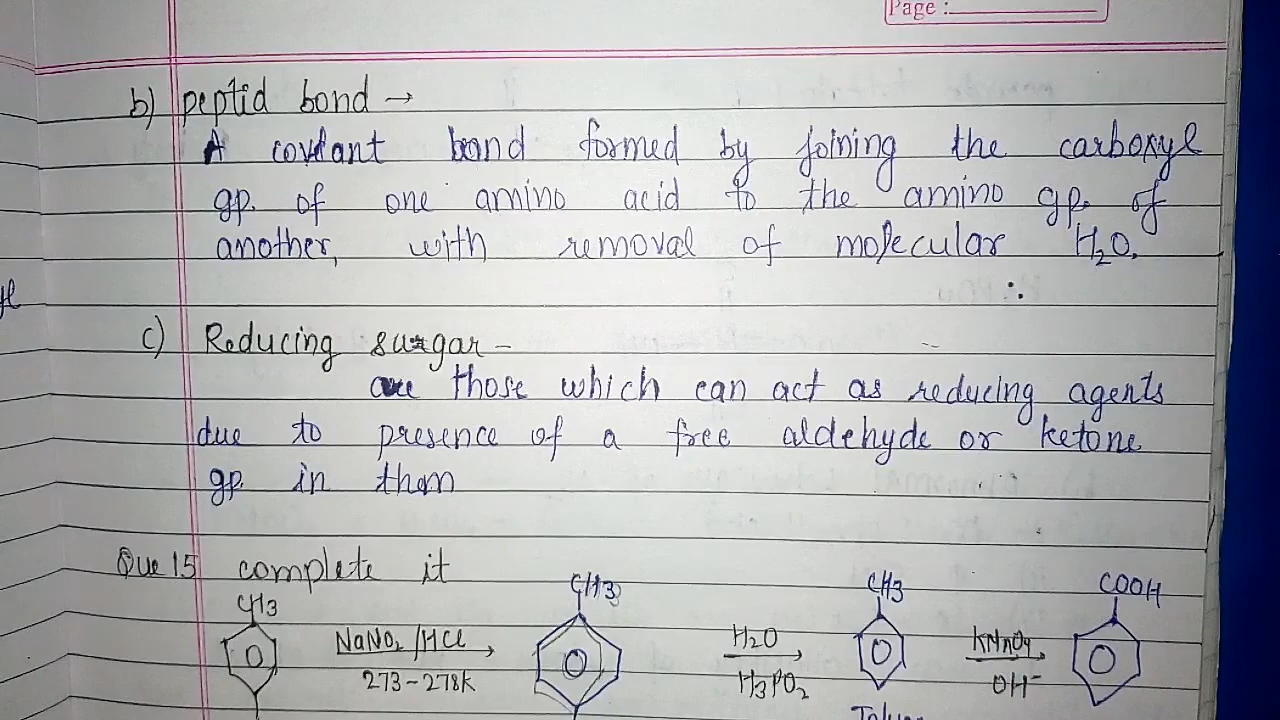 Page :
b) peptid bond →
A covelant bond formed by joining the carboxyl
gp. of one amino acid to the amino gp. of
another, with removal of molecular H₂O.
∴
c) Reducing sugar –
are those which can act as reducing agents
due to presence of a free aldehyde or ketone
gp. in them
Que 15 complete it
CH3 CH3 CH3 COOH
NaNO₂/HCl H₂O KMnO4
273-278K H₃PO₂ OH⁻